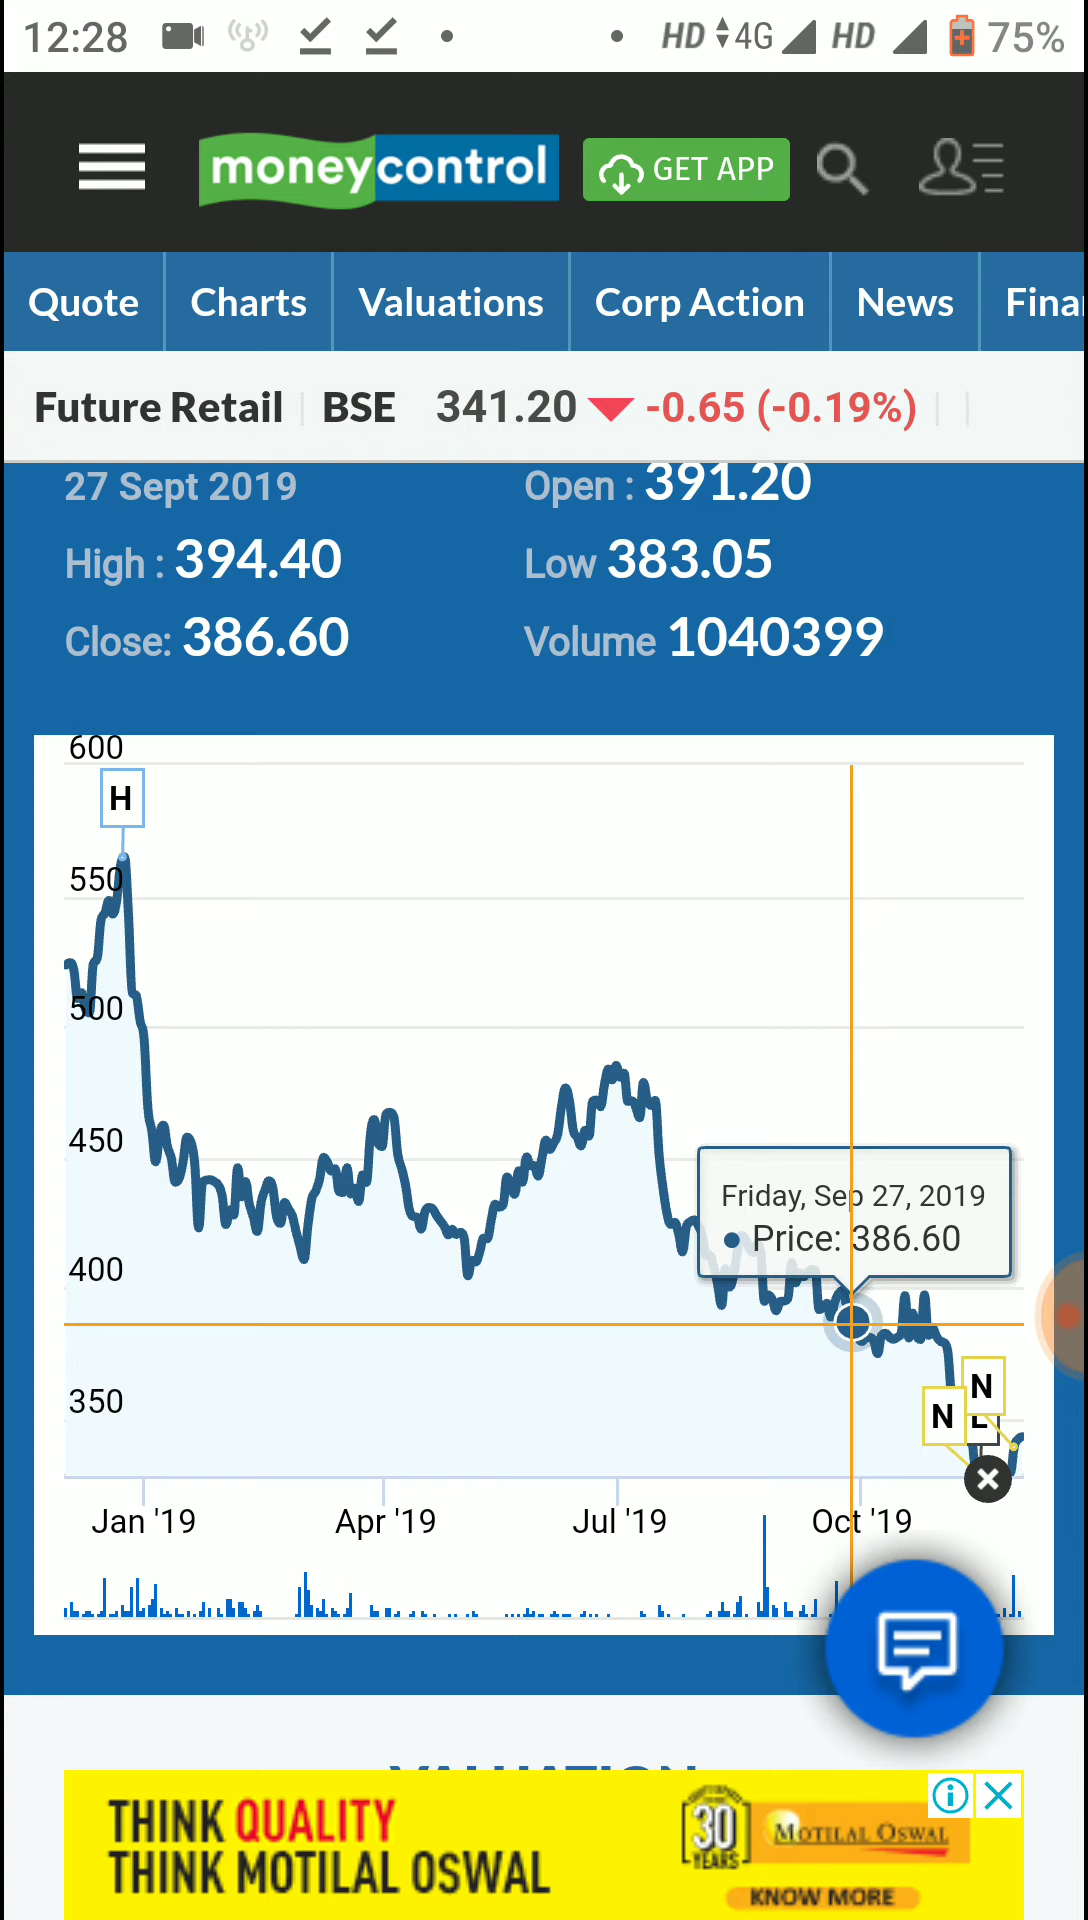 12:28 HD 4G HD 75%
moneycontrol GET APP
Quote Charts Valuations Corp Action News
Future Retail BSE 341.20 -0.65 (-0.19%)
27 Sept 2019 Open : 391.20
High : 394.40 Low 383.05
Close: 386.60 Volume 1040399
600
H
550
500
450
Friday, Sep 27, 2019
Price: 386.60
400
350
N
N L
Jan '19 Apr '19 Jul '19 Oct '19
VALUATION
THINK QUALITY
THINK MOTILAL OSWAL
30
YEARS
MOTILAL OSWAL
KNOW MORE